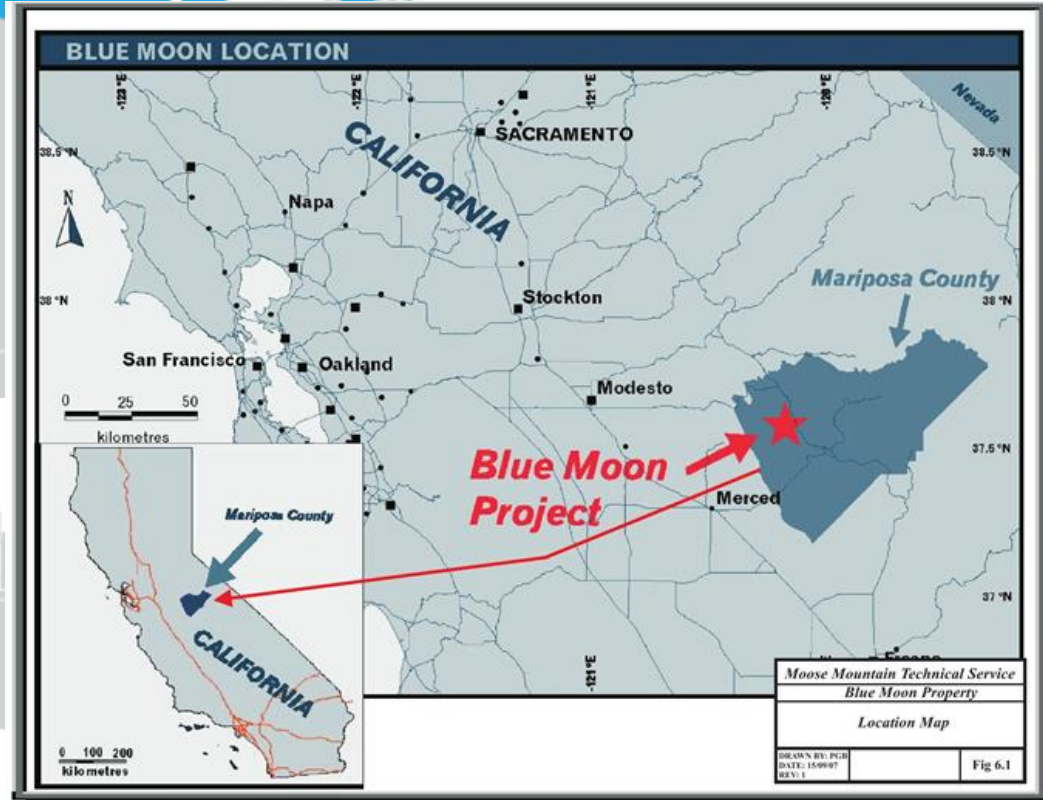 BLUE MOON LOCATION
-123 °E
-122 °E
-121 °E
-120 °E
Nevada
CALIFORNIA
SACRAMENTO
38.5 °N
38.5 °N
N
Napa
Mariposa County
38 °N
Stockton
38 °N
San Francisco
Oakland
Modesto
0 25 50
kilometres
37.5 °N
Blue Moon
Project
Merced
Mariposa County
37 °N
CALIFORNIA
-121 °E
0 100 200
kilometres
Moose Mountain Technical Service
Blue Moon Property
Location Map
DRAWN BY: PGB
DATE: 15/09/07
REV: 1
Fig 6.1